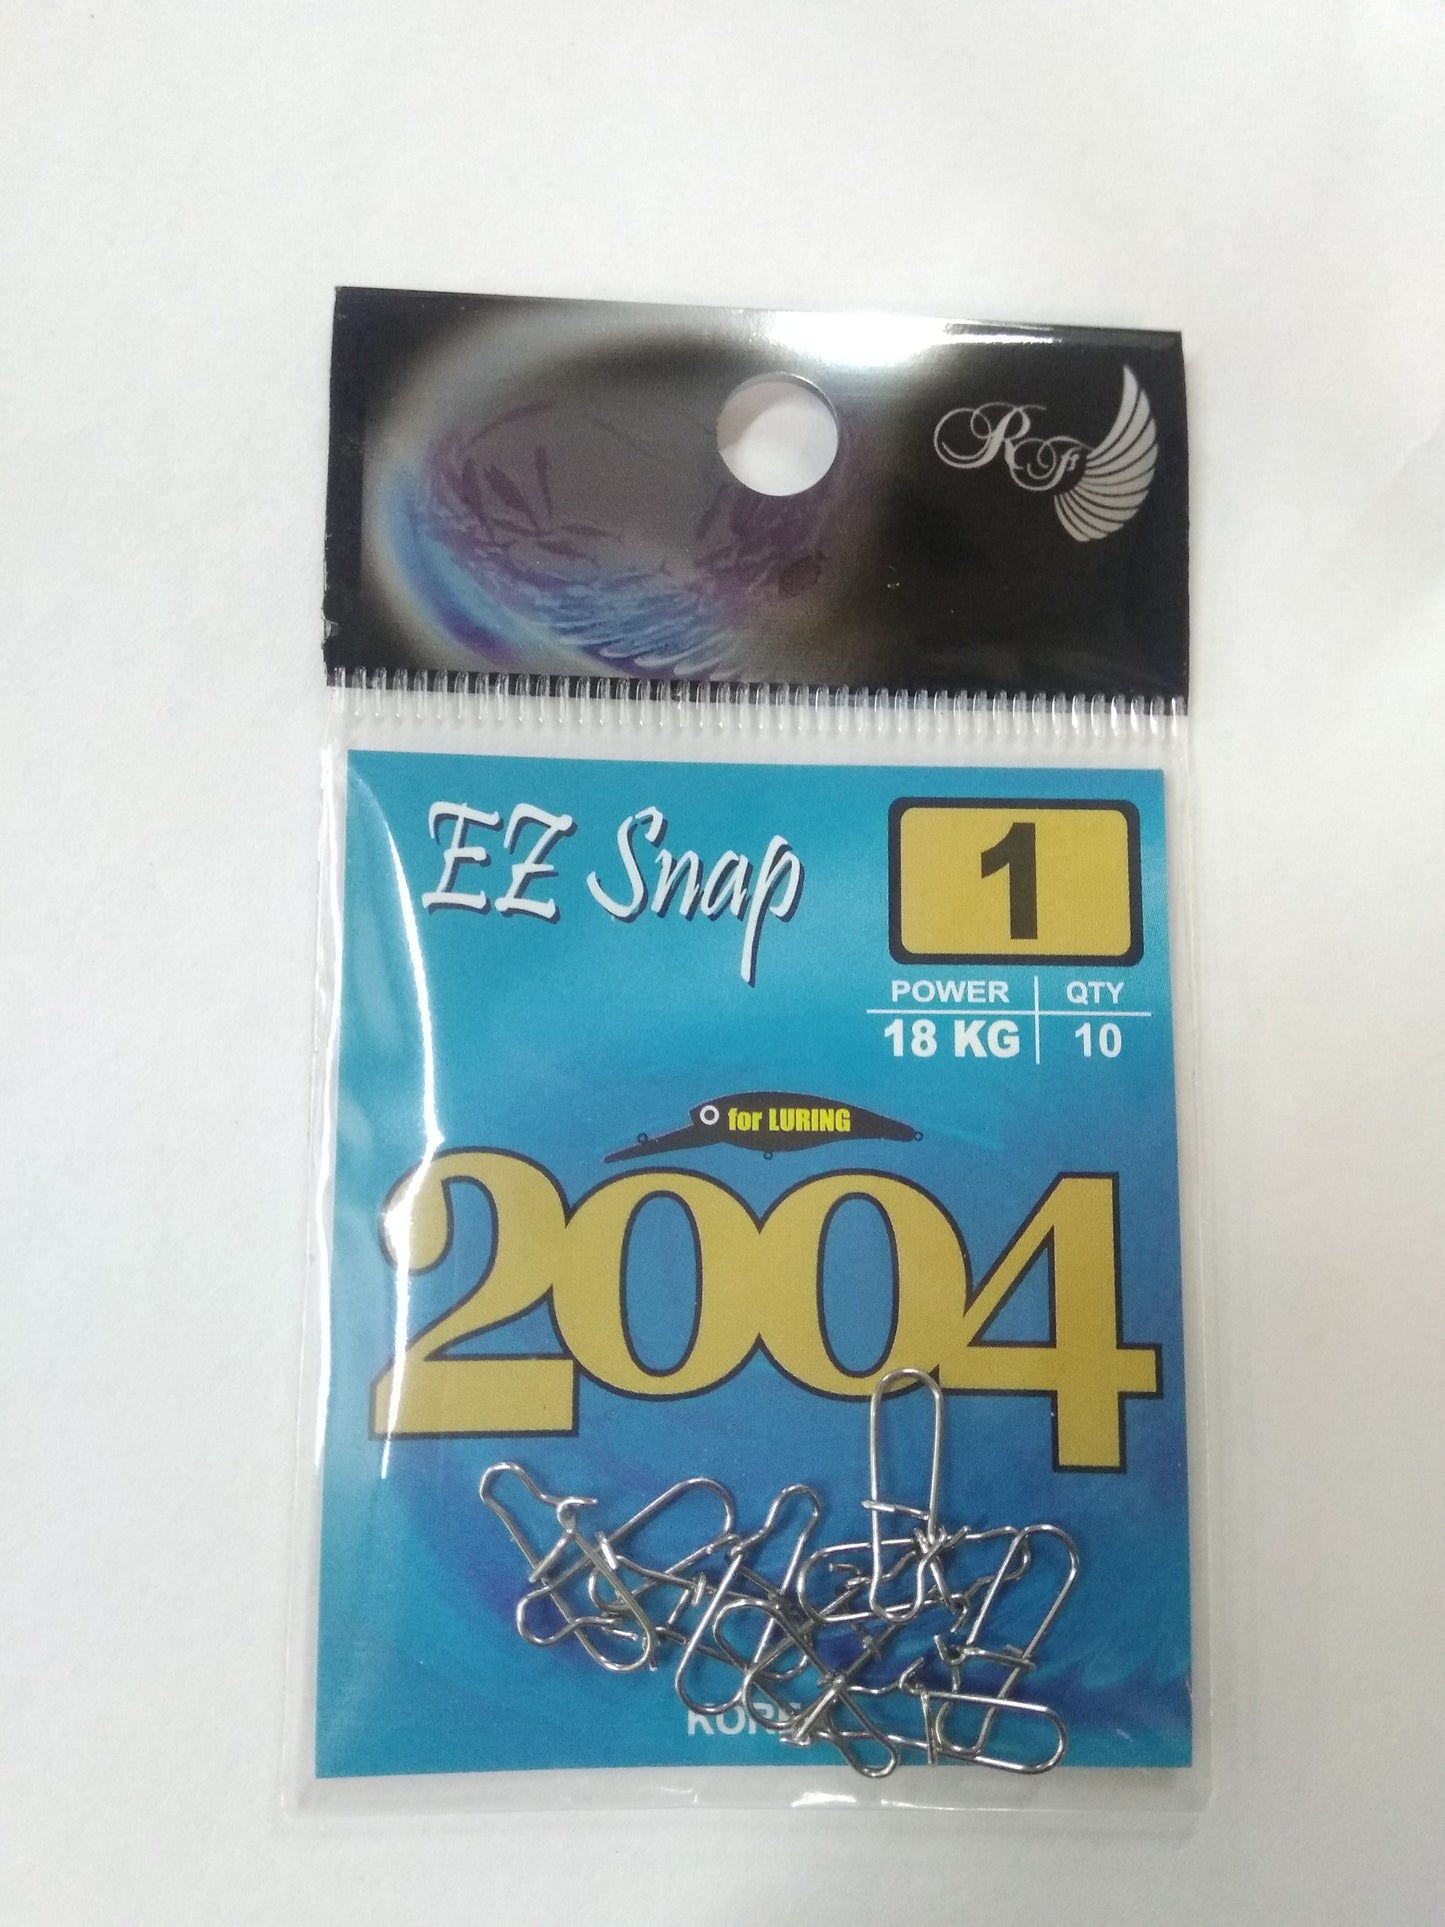 RF
EZ Snap
1
POWER QTY
18 KG 10
for LURING
2004